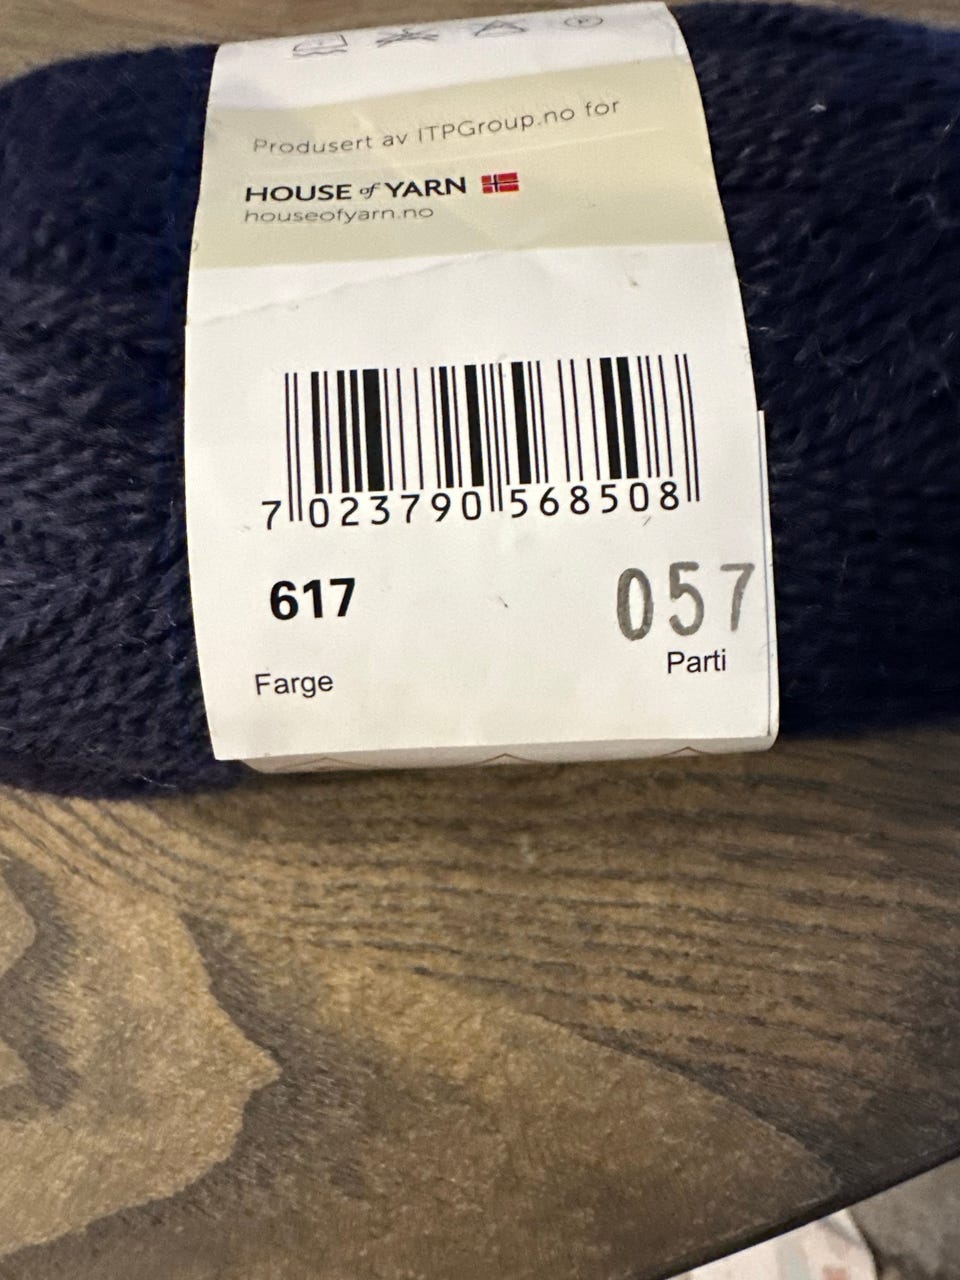 Produsert av ITPGroup.no for
HOUSE of YARN
houseofyarn.no
7 023790 568508
617
057
Farge
Parti